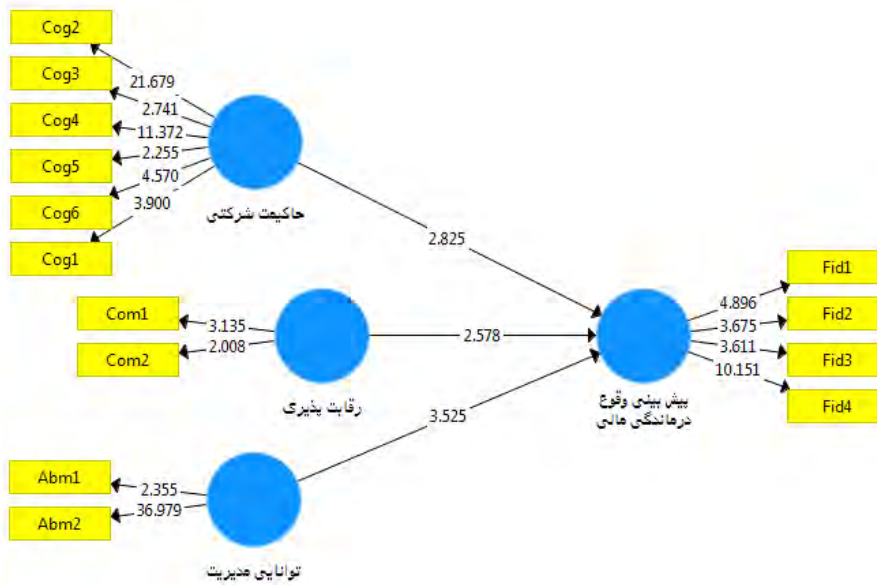 Cog2
Cog3
Cog4
Cog5
Cog6
Cog1
21.679
2.741
11.372
2.255
4.570
3.900
حاکیمت شرکتی
2.825
Com1
Com2
3.135
2.008
رقابت پذیری
2.578
Abm1
Abm2
2.355
36.979
توانایی مدیریت
3.525
پیش بینی وقوع
درماندگی مالی
4.896
3.675
3.611
10.151
Fid1
Fid2
Fid3
Fid4